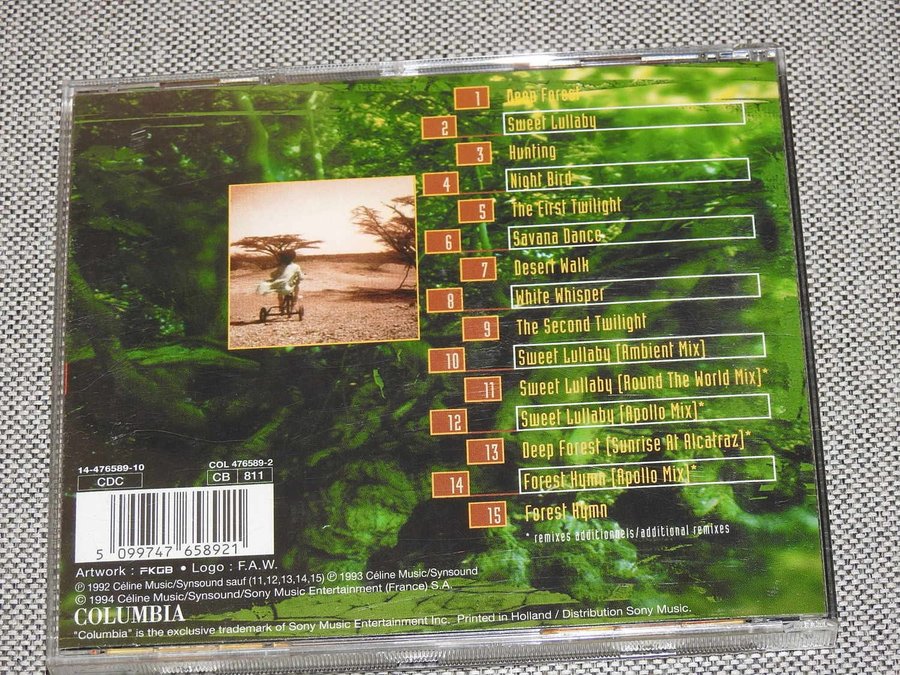 1 Deep Forest
2 Sweet Lullaby
3 Hunting
4 Night Bird
5 The First Twilight
6 Savana Dance
7 Desert Walk
8 White Whisper
9 The Second Twilight
10 Sweet Lullaby (Ambient Mix)
11 Sweet Lullaby (Round The World Mix)*
12 Sweet Lullaby (Apollo Mix)*
13 Deep Forest (Sunrise At Alcatraz)*
14 Forest Hymn (Apollo Mix)*
15 Forest Hymn
* remixes additionnels/additional remixes
14-476589-10 COL 476589-2
CDC CB 811
5 099747 658921
Artwork : FKGB • Logo : F.A.W.
℗ 1992 Céline Music/Synsound sauf (11,12,13,14,15) ℗ 1993 Céline Music/Synsound
© 1994 Céline Music/Synsound/Sony Music Entertainment (France) S.A.
COLUMBIA
"Columbia" is the exclusive trademark of Sony Music Entertainment Inc. Printed in Holland / Distribution Sony Music.